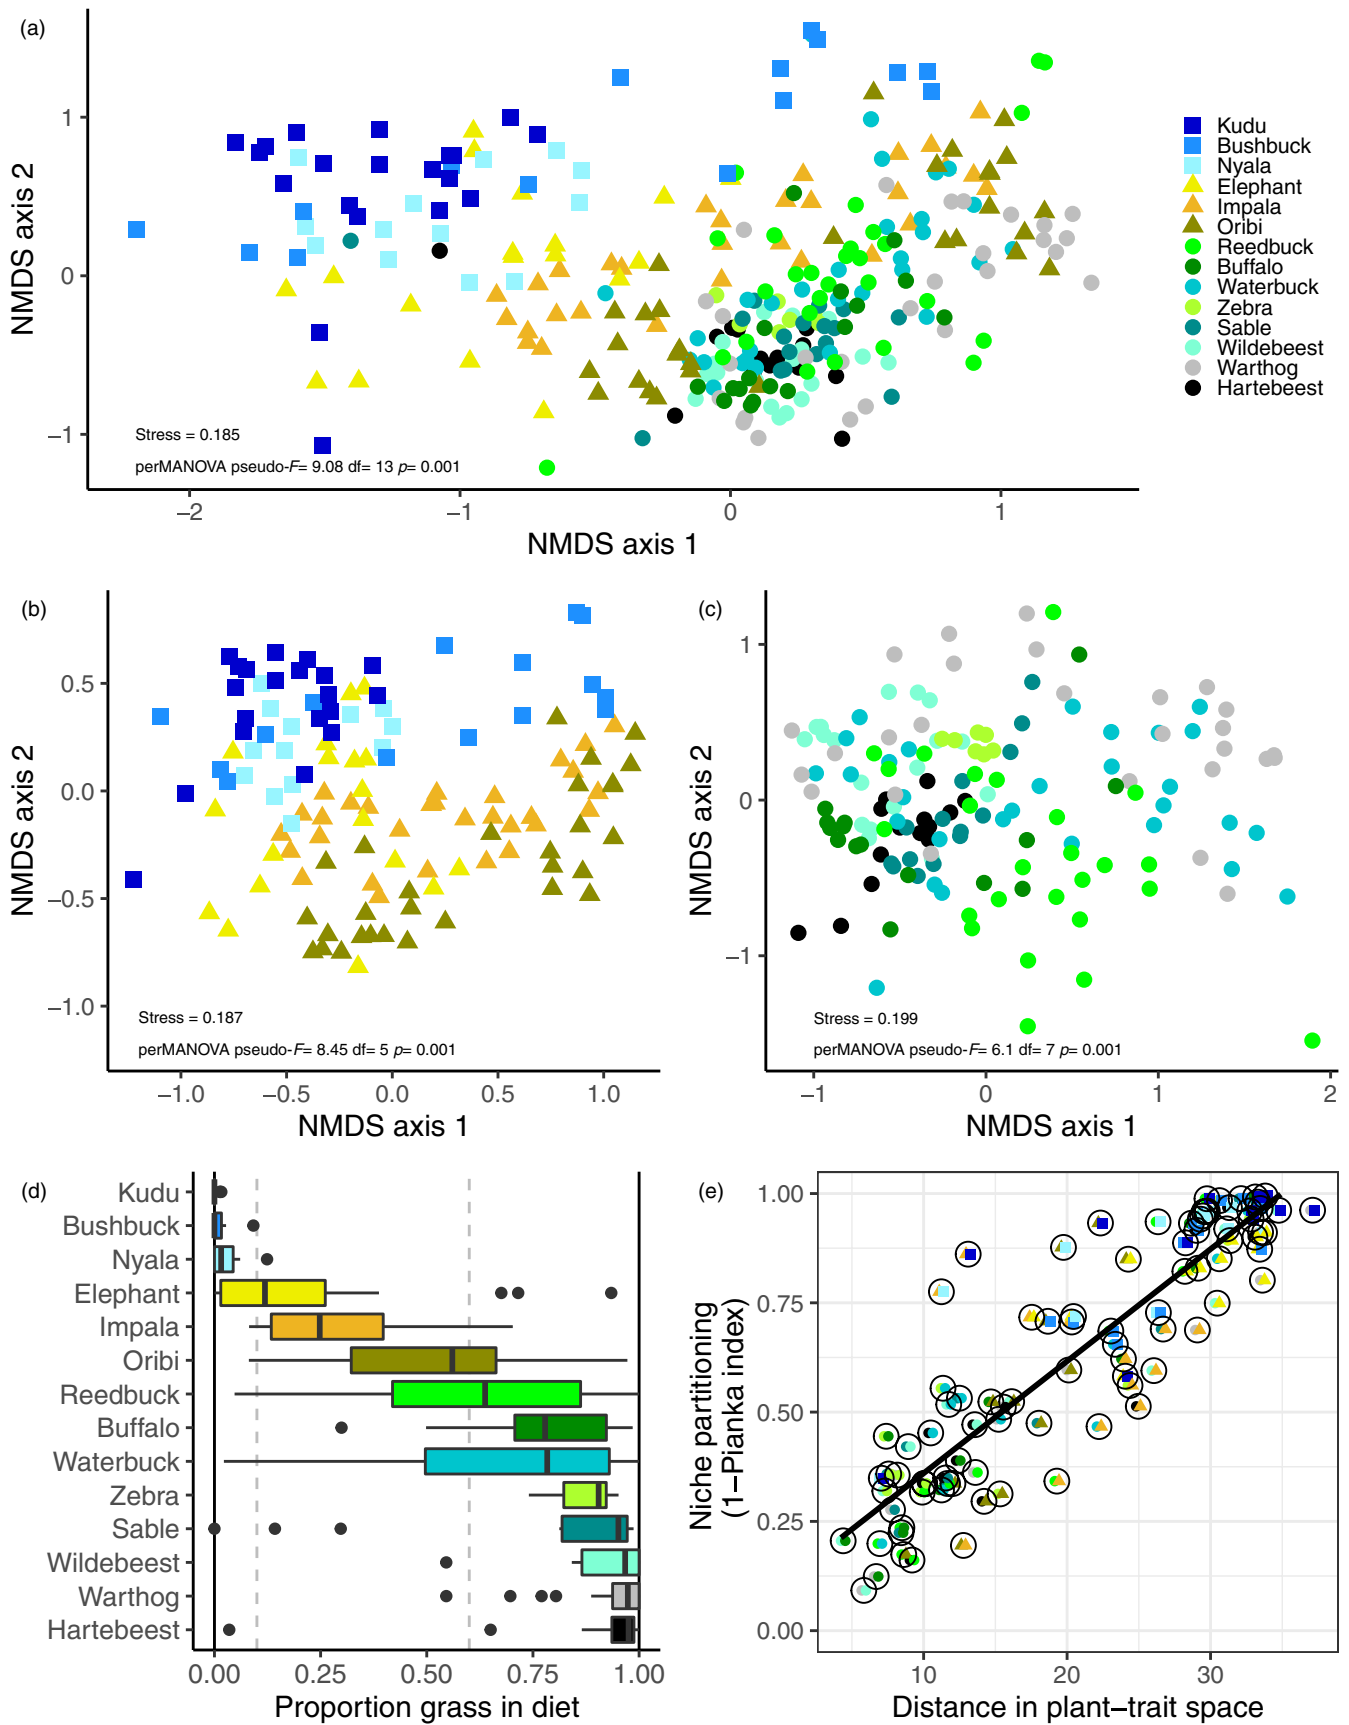 (a)
NMDS axis 2
1
0
−1
Stress = 0.185
perMANOVA pseudo-F= 9.08 df= 13 p= 0.001
−2
−1
0
1
NMDS axis 1
Kudu
Bushbuck
Nyala
Elephant
Impala
Oribi
Reedbuck
Buffalo
Waterbuck
Zebra
Sable
Wildebeest
Warthog
Hartebeest
(b)
NMDS axis 2
0.5
0.0
−0.5
−1.0
Stress = 0.187
perMANOVA pseudo-F= 8.45 df= 5 p= 0.001
−1.0
−0.5
0.0
0.5
1.0
NMDS axis 1
(c)
NMDS axis 2
1
0
−1
Stress = 0.199
perMANOVA pseudo-F= 6.1 df= 7 p= 0.001
−1
0
1
2
NMDS axis 1
(d)
Kudu
Bushbuck
Nyala
Elephant
Impala
Oribi
Reedbuck
Buffalo
Waterbuck
Zebra
Sable
Wildebeest
Warthog
Hartebeest
0.00
0.25
0.50
0.75
1.00
Proportion grass in diet
(e)
Niche partitioning
(1−Pianka index)
1.00
0.75
0.50
0.25
0.00
10
20
30
Distance in plant−trait space